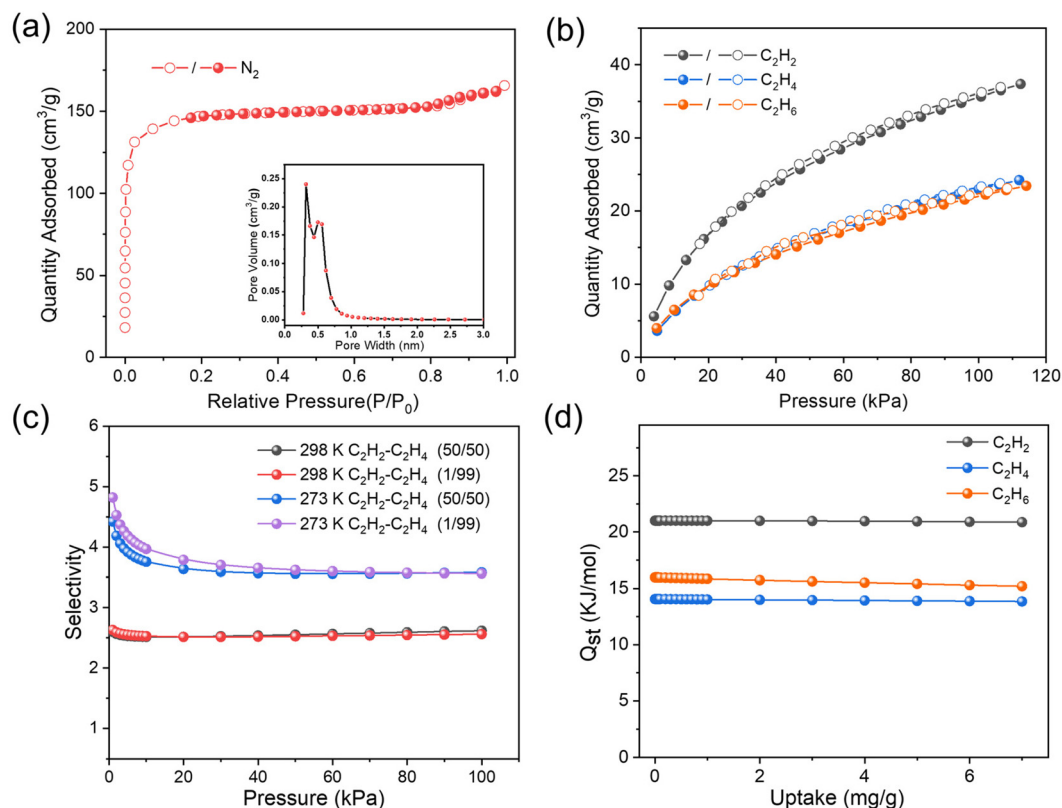 (a)
/ N₂
Quantity Adsorbed (cm³/g)
200
150
100
50
0
0.0 0.2 0.4 0.6 0.8 1.0
Relative Pressure(P/P₀)
Pore Volume (cm³/g)
0.25
0.20
0.15
0.10
0.05
0.00
0.0 0.5 1.0 1.5 2.0 2.5 3.0
Pore Width (nm)
(b)
/ C₂H₂
/ C₂H₄
/ C₂H₆
Quantity Adsorbed (cm³/g)
40
30
20
10
0
0 20 40 60 80 100 120
Pressure (kPa)
(c)
298 K C₂H₂-C₂H₄ (50/50)
298 K C₂H₂-C₂H₄ (1/99)
273 K C₂H₂-C₂H₄ (50/50)
273 K C₂H₂-C₂H₄ (1/99)
Selectivity
6
5
4
3
2
1
0 20 40 60 80 100
Pressure (kPa)
(d)
C₂H₂
C₂H₄
C₂H₆
Qst (KJ/mol)
25
20
15
10
5
0
0 2 4 6
Uptake (mg/g)